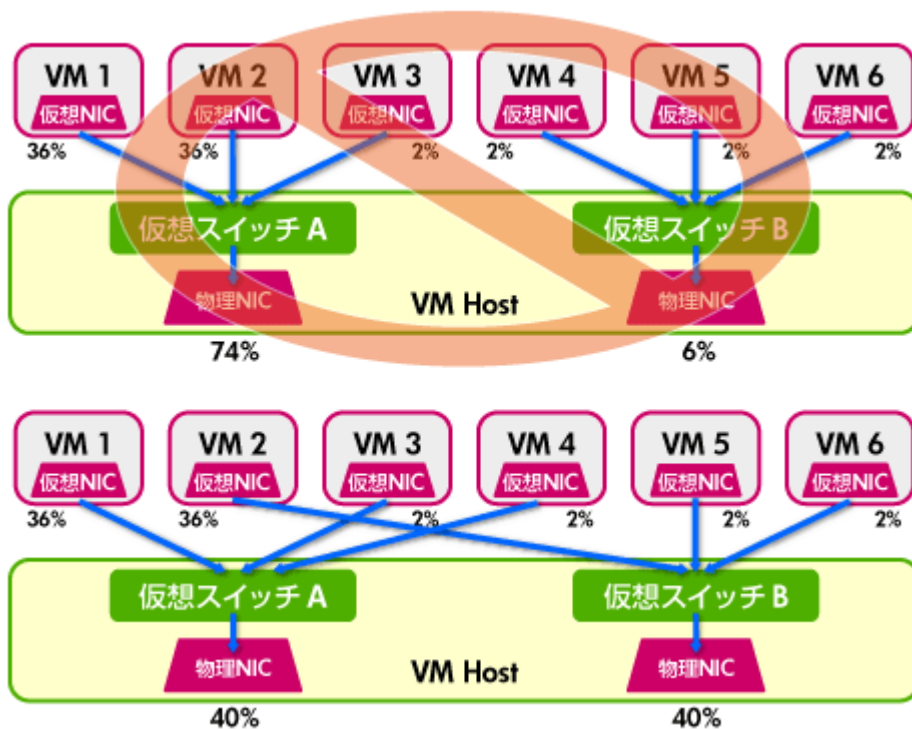 VM 1 VM 2 VM 3 VM 4 VM 5 VM 6
仮想NIC 仮想NIC 仮想NIC 仮想NIC 仮想NIC 仮想NIC
36% 36% 2% 2% 2% 2%
仮想スイッチ A 仮想スイッチ B
物理NIC VM Host 物理NIC
74% 6%
VM 1 VM 2 VM 3 VM 4 VM 5 VM 6
仮想NIC 仮想NIC 仮想NIC 仮想NIC 仮想NIC 仮想NIC
36% 36% 2% 2% 2% 2%
仮想スイッチ A 仮想スイッチ B
物理NIC VM Host 物理NIC
40% 40%